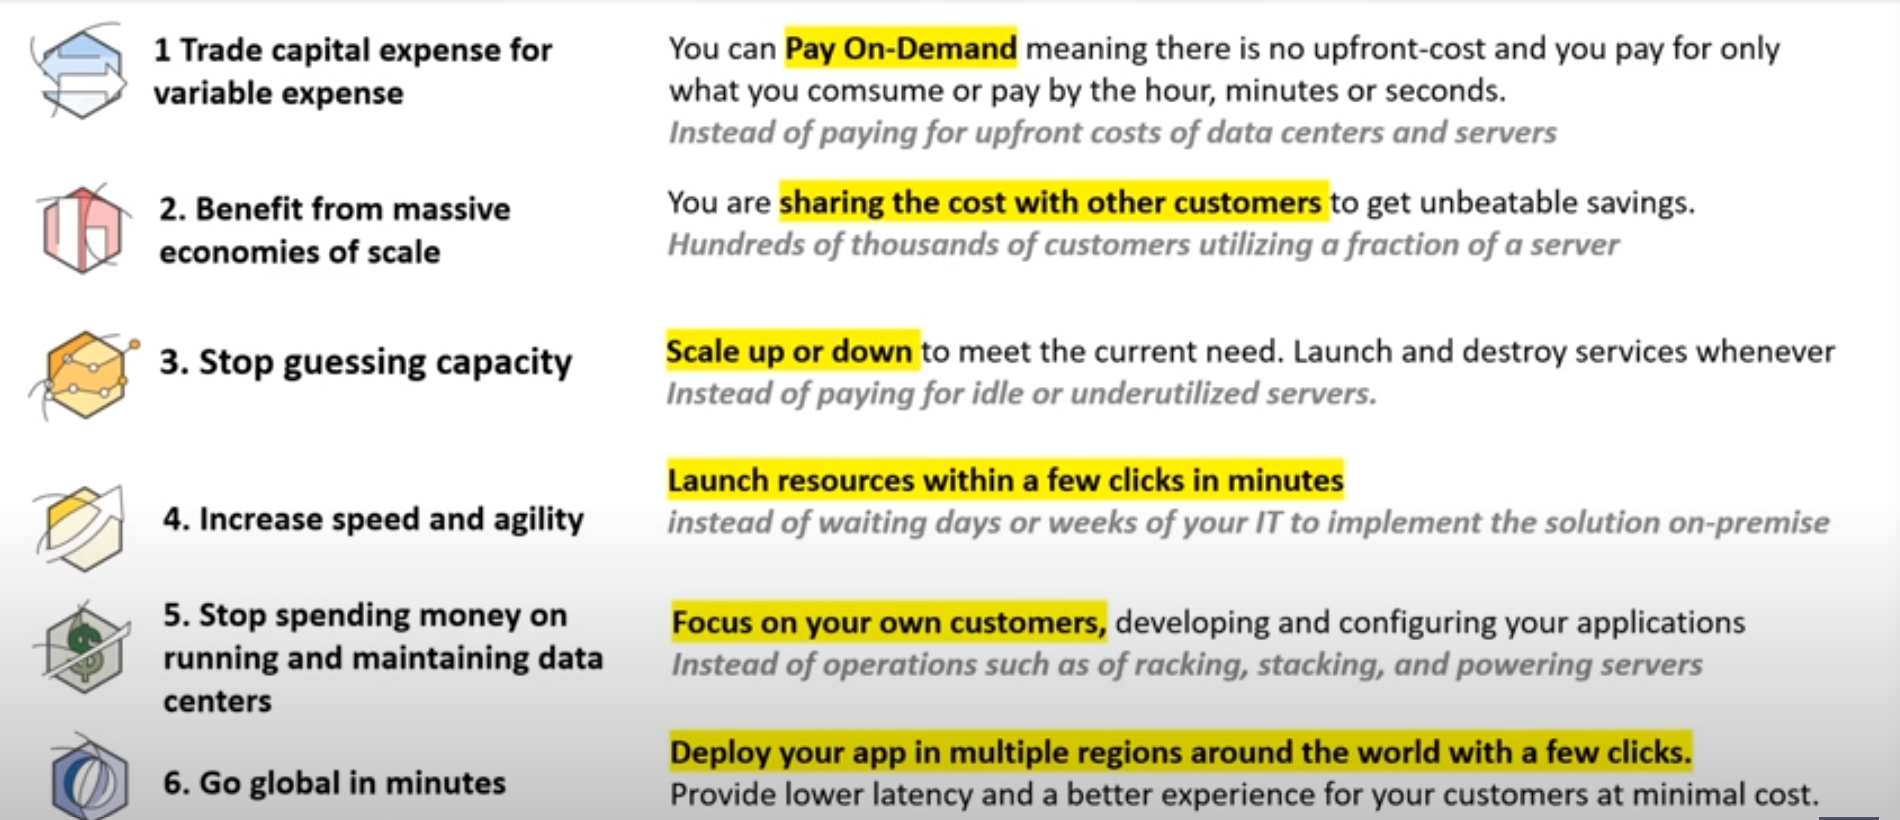 1 Trade capital expense for
variable expense
You can Pay On-Demand meaning there is no upfront-cost and you pay for only
what you comsume or pay by the hour, minutes or seconds.
Instead of paying for upfront costs of data centers and servers
2. Benefit from massive
economies of scale
You are sharing the cost with other customers to get unbeatable savings.
Hundreds of thousands of customers utilizing a fraction of a server
3. Stop guessing capacity
Scale up or down to meet the current need. Launch and destroy services whenever
Instead of paying for idle or underutilized servers.
4. Increase speed and agility
Launch resources within a few clicks in minutes
instead of waiting days or weeks of your IT to implement the solution on-premise
5. Stop spending money on
running and maintaining data
centers
Focus on your own customers, developing and configuring your applications
Instead of operations such as of racking, stacking, and powering servers
6. Go global in minutes
Deploy your app in multiple regions around the world with a few clicks.
Provide lower latency and a better experience for your customers at minimal cost.